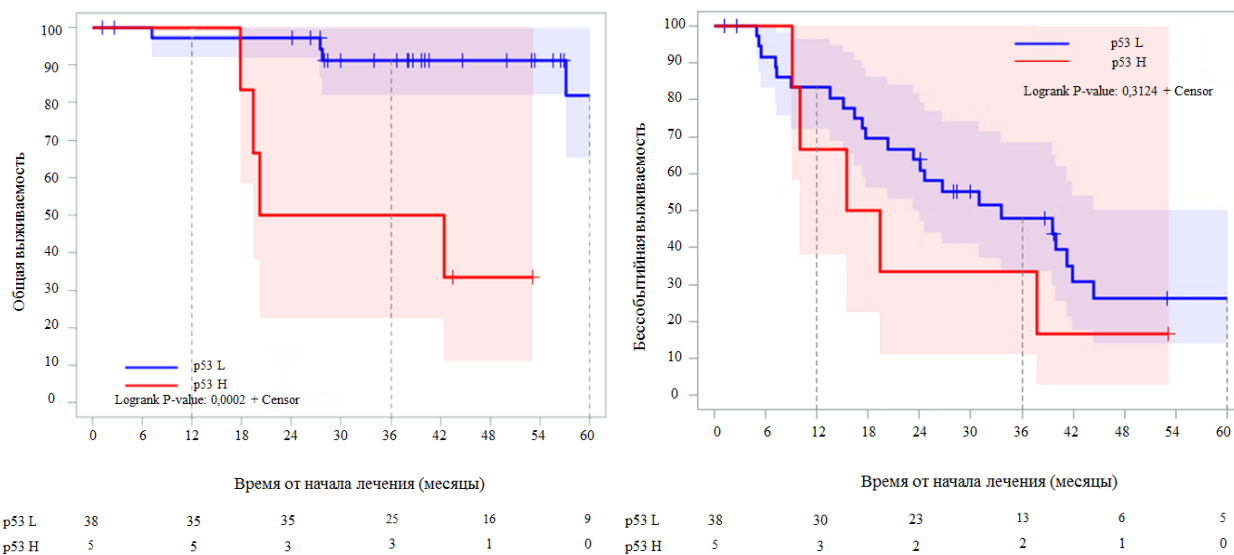 Общая выживаемость
100
90
80
70
60
50
40
30
20
10
0
p53 L
p53 H
Logrank P-value: 0,0002 + Censor
0 6 12 18 24 30 36 42 48 54 60
Время от начала лечения (месяцы)
p53 L 38 35 35 25 16 9
p53 H 5 5 3 3 1 0
Бессобытийная выживаемость
100
90
80
70
60
50
40
30
20
10
0
p53 L
p53 H
Logrank P-value: 0,3124 + Censor
0 6 12 18 24 30 36 42 48 54 60
Время от начала лечения (месяцы)
p53 L 38 30 23 13 6 5
p53 H 5 3 2 2 1 0